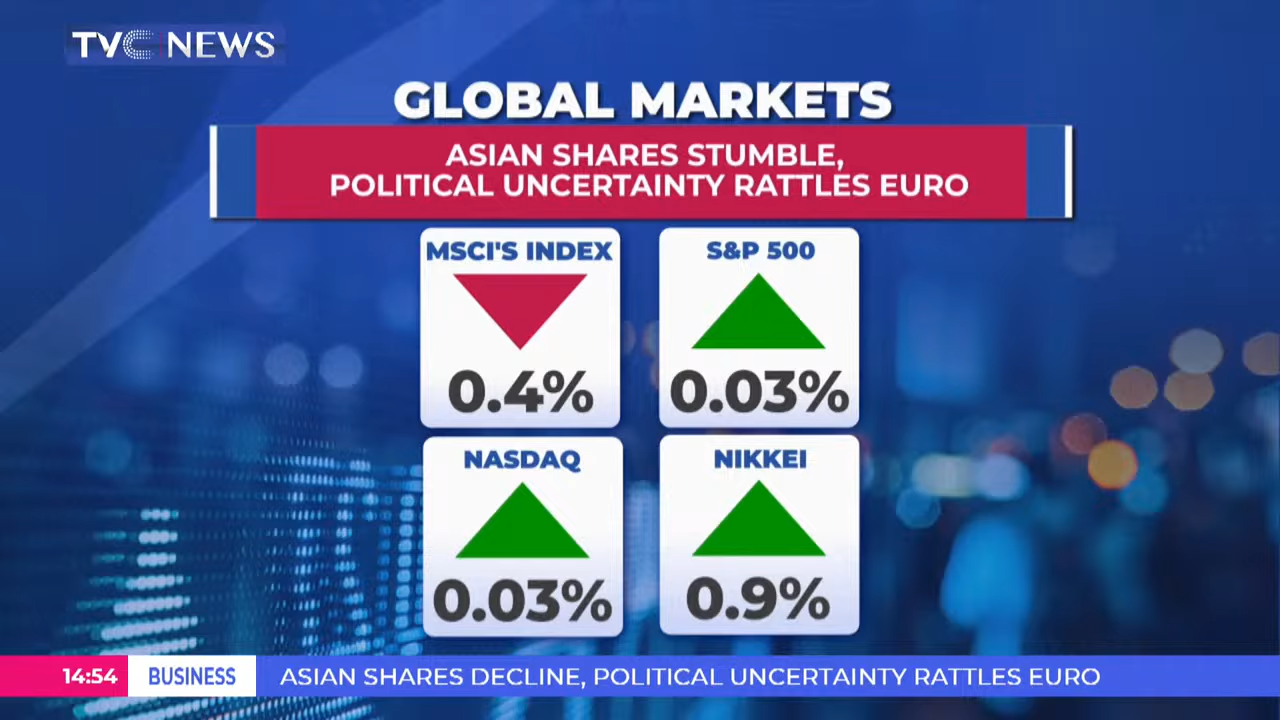 TVC NEWS
GLOBAL MARKETS
ASIAN SHARES STUMBLE,
POLITICAL UNCERTAINTY RATTLES EURO
MSCI'S INDEX
0.4%
S&P 500
0.03%
NASDAQ
0.03%
NIKKEI
0.9%
14:54 BUSINESS ASIAN SHARES DECLINE, POLITICAL UNCERTAINTY RATTLES EURO